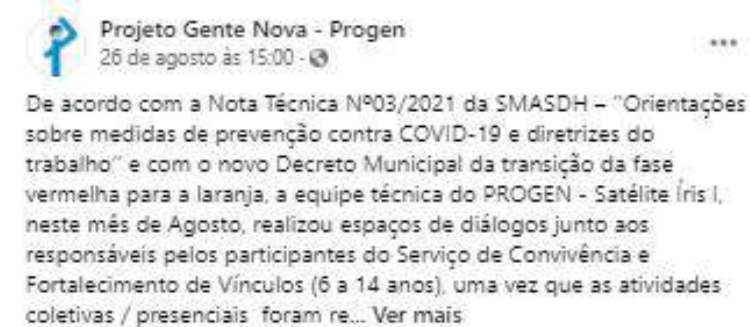 Projeto Gente Nova - Progen
26 de agosto às 15:00 ·
De acordo com a Nota Técnica Nº03/2021 da SMASDH – "Orientações
sobre medidas de prevenção contra COVID-19 e diretrizes do
trabalho" e com o novo Decreto Municipal da transição da fase
vermelha para a laranja, a equipe técnica do PROGEN - Satélite Íris I,
neste mês de Agosto, realizou espaços de diálogos junto aos
responsáveis pelos participantes do Serviço de Convivência e
Fortalecimento de Vínculos (6 a 14 anos), uma vez que as atividades
coletivas / presenciais foram re... Ver mais